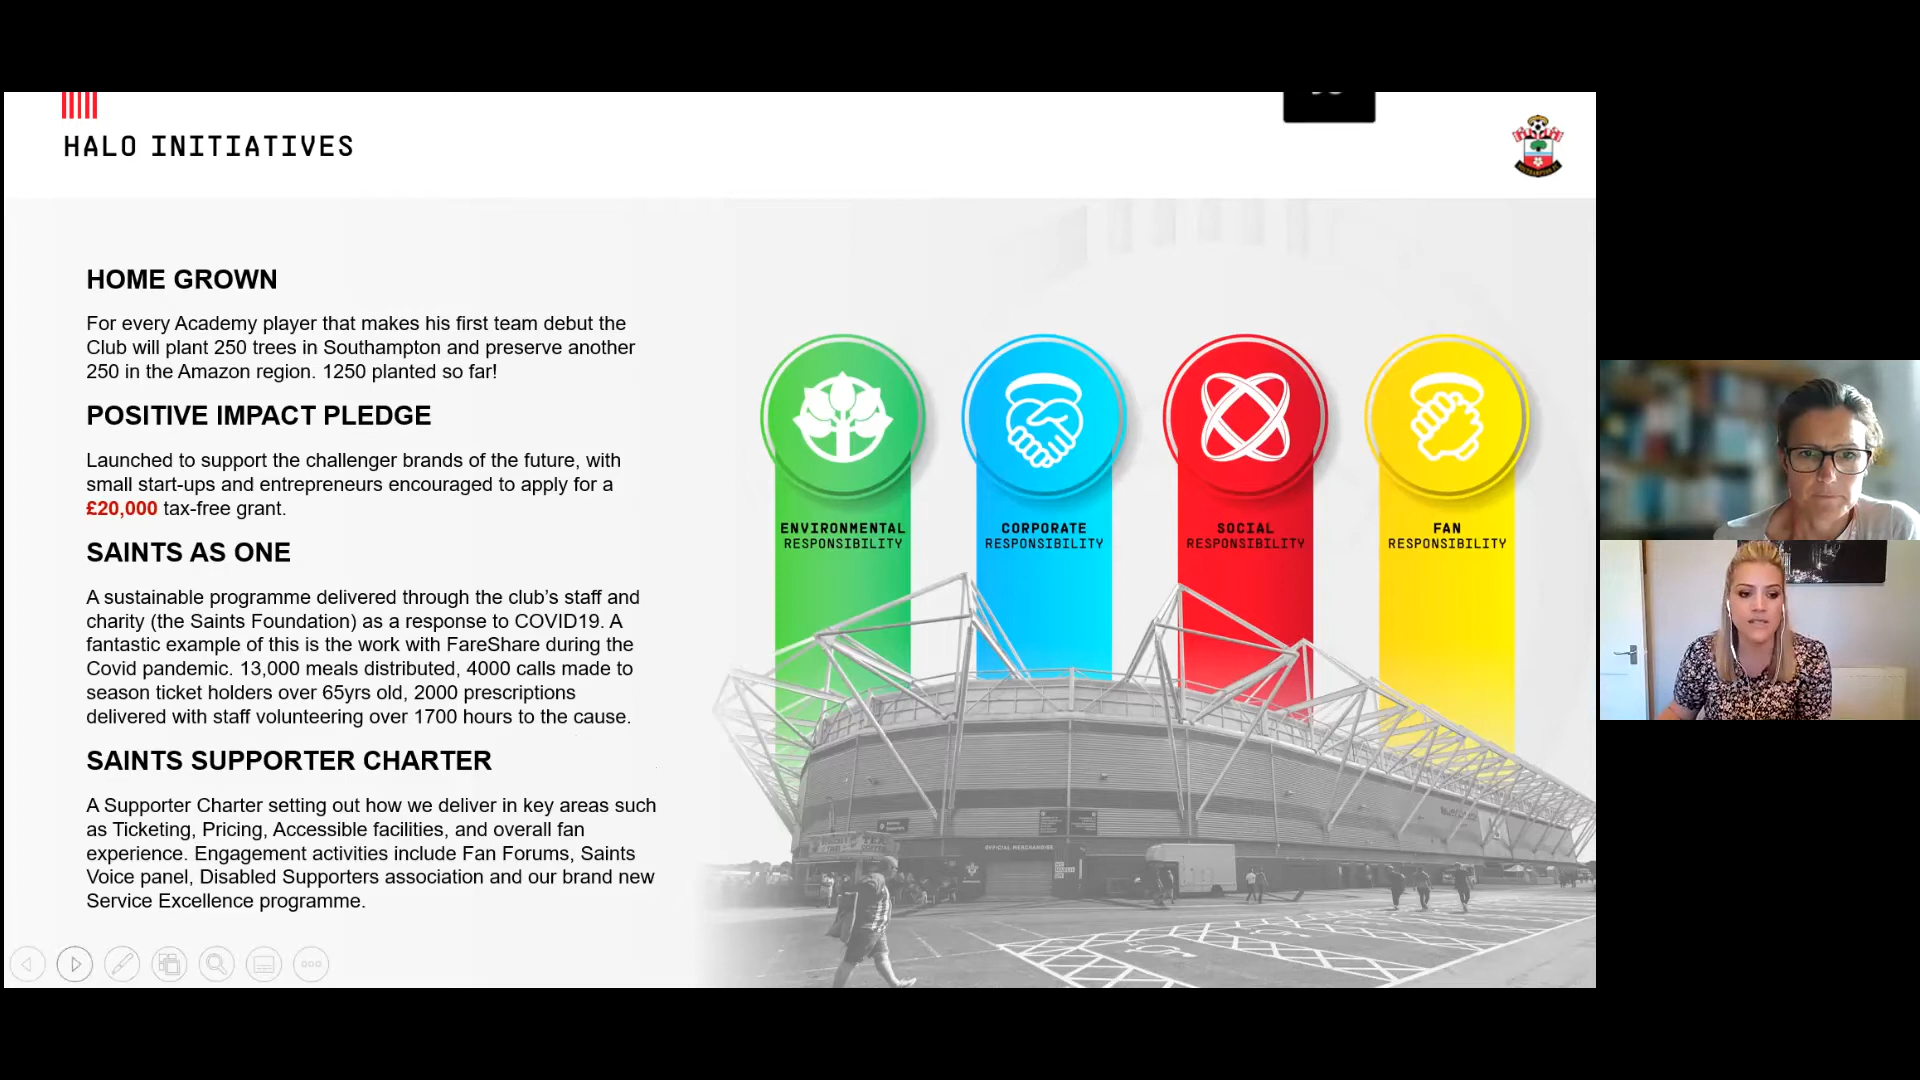 HALO INITIATIVES
HOME GROWN
For every Academy player that makes his first team debut the
Club will plant 250 trees in Southampton and preserve another
250 in the Amazon region. 1250 planted so far!
POSITIVE IMPACT PLEDGE
Launched to support the challenger brands of the future, with
small start-ups and entrepreneurs encouraged to apply for a
£20,000 tax-free grant.
SAINTS AS ONE
A sustainable programme delivered through the club's staff and
charity (the Saints Foundation) as a response to COVID19. A
fantastic example of this is the work with FareShare during the
Covid pandemic. 13,000 meals distributed, 4000 calls made to
season ticket holders over 65yrs old, 2000 prescriptions
delivered with staff volunteering over 1700 hours to the cause.
SAINTS SUPPORTER CHARTER
A Supporter Charter setting out how we deliver in key areas such
as Ticketing, Pricing, Accessible facilities, and overall fan
experience. Engagement activities include Fan Forums, Saints
Voice panel, Disabled Supporters association and our brand new
Service Excellence programme.
ENVIRONMENTAL
RESPONSIBILITY
CORPORATE
RESPONSIBILITY
SOCIAL
RESPONSIBILITY
FAN
RESPONSIBILITY
OFFICIAL MERCHANDISE